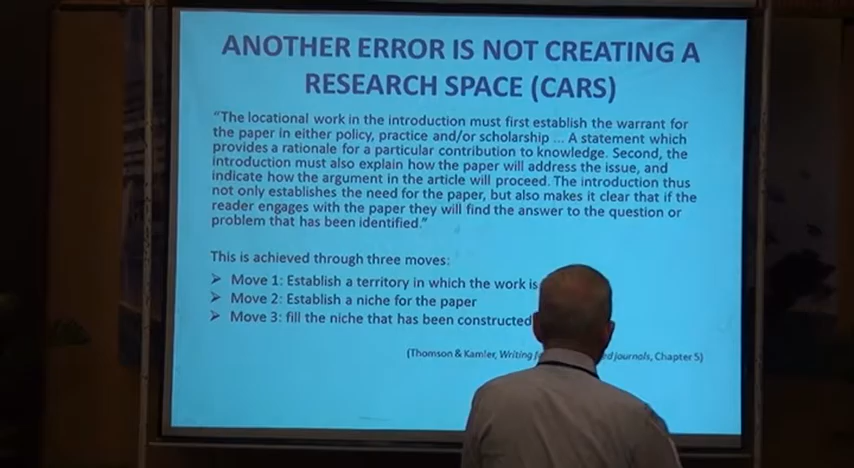 ANOTHER ERROR IS NOT CREATING A
RESEARCH SPACE (CARS)
“The locational work in the introduction must first establish the warrant for
the paper in either policy, practice and/or scholarship ... A statement which
provides a rationale for a particular contribution to knowledge. Second, the
introduction must also explain how the paper will address the issue, and
indicate how the argument in the article will proceed. The introduction thus
not only establishes the need for the paper, but also makes it clear that if the
reader engages with the paper they will find the answer to the question or
problem that has been identified.”
This is achieved through three moves:
➢ Move 1: Establish a territory in which the work is
➢ Move 2: Establish a niche for the paper
➢ Move 3: fill the niche that has been constructed
(Thomson & Kamler, Writing journals, Chapter 5)